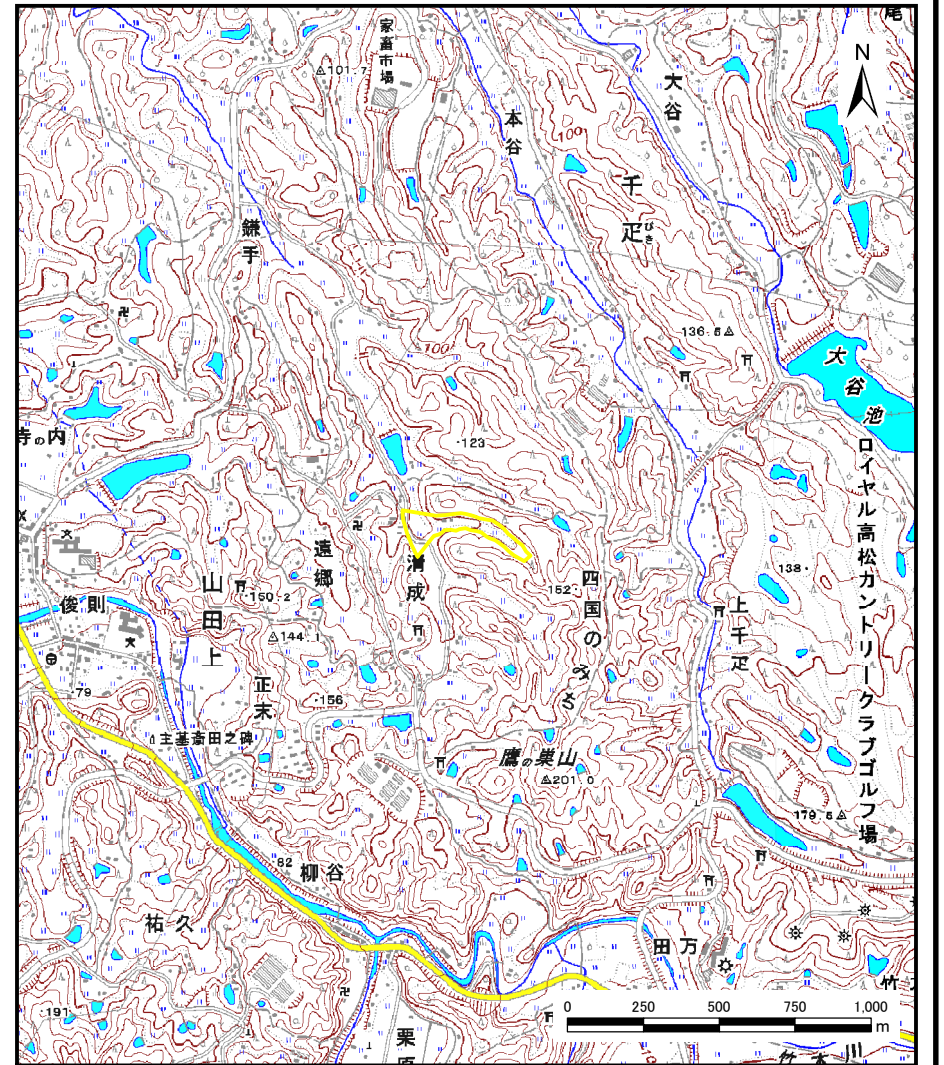 家畜市場
101.7
N
大谷
本谷
100
千疋
びき
鎌手
136.5
大谷池
100
123
寺の内
ロイヤル高松カントリークラブゴルフ場
遠郷
清成
山田上
150.2
152
四国のみち
138
上千疋
俊則
144.1
正末
79
156
主基斎田之碑
鷹の巣山
201.0
179.5
82
柳谷
祐久
田万
191
0 250 500 750 1,000 m